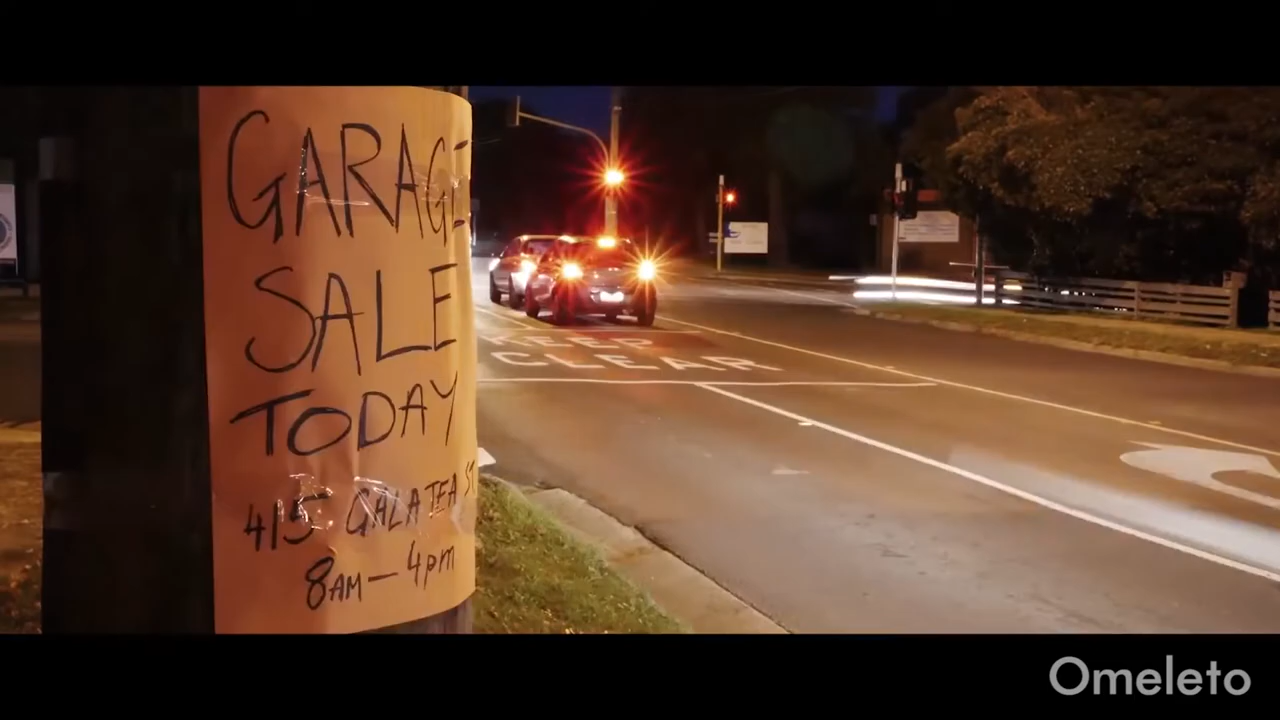 GARAGE
SALE
TODAY
415 GALATEA ST
8AM — 4pm
KEEP
CLEAR
Omeleto